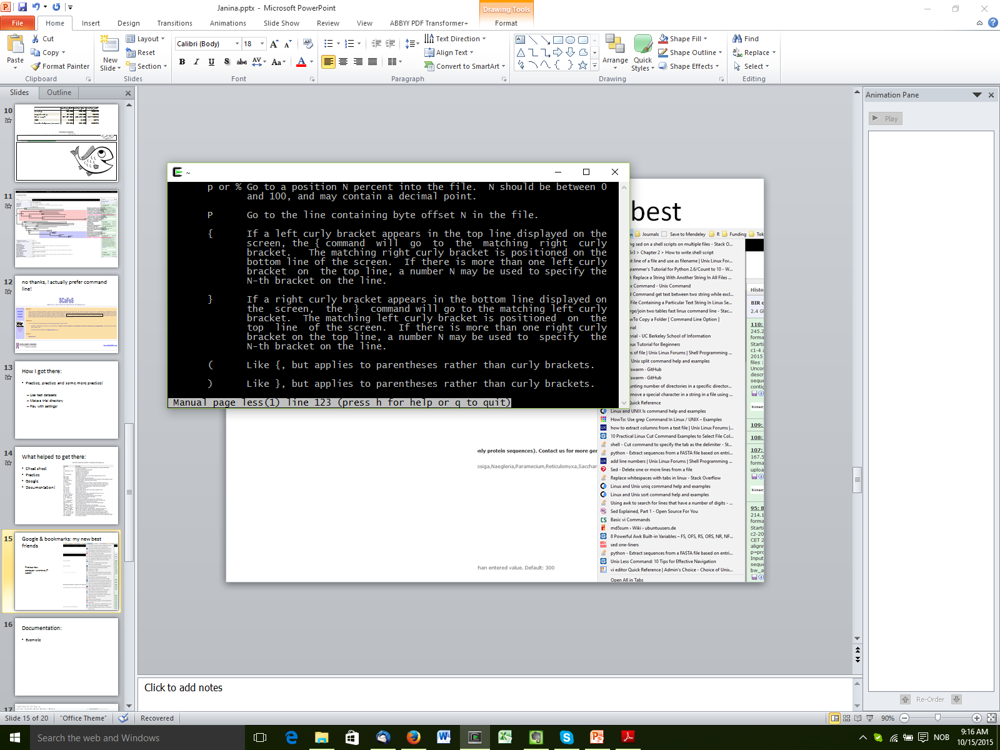 Janina.pptx - Microsoft PowerPoint
Drawing Tools
File Home Insert Design Transitions Animations Slide Show Review View ABBYY PDF Transformer+ Format
Paste
Cut
Copy
Format Painter
Clipboard
New Slide
Layout
Reset
Section
Slides
Calibri (Body) 18
Font
Text Direction
Align Text
Convert to SmartArt
Paragraph
Arrange
Quick Styles
Shape Fill
Shape Outline
Shape Effects
Drawing
Find
Replace
Select
Editing
Slides Outline
10
11
12
no thanks, I actually prefer command
line!
SCaFoS
13
How I got there:
• Practice, practice and some more practice!
– Use test datasets
– Make a trial directory
– Play with settings!
14
What helped to get there:
• Cheat sheet
• Practice
• Google
• Documentation!
15
Google & bookmarks: my new best
friends
16
Documentation:
• Evernote
17
~
p or % Go to a position N percent into the file. N should be between 0
and 100, and may contain a decimal point.
P Go to the line containing byte offset N in the file.
{ If a left curly bracket appears in the top line displayed on the
screen, the { command will go to the matching right curly
bracket. The matching right curly bracket is positioned on the
bottom line of the screen. If there is more than one left curly
bracket on the top line, a number N may be used to specify the
N-th bracket on the line.
} If a right curly bracket appears in the bottom line displayed on
the screen, the } command will go to the matching left curly
bracket. The matching left curly bracket is positioned on the
top line of the screen. If there is more than one right curly
bracket on the top line, a number N may be used to specify the
N-th bracket on the line.
( Like {, but applies to parentheses rather than curly brackets.
) Like }, but applies to parentheses rather than curly brackets.
Manual page less(1) line 123 (press h for help or q to quit)
best
Journals Save to Mendeley R Funding Tok
ng sed on a shell scripts on multiple files - Stack O...
5r3 > Chapter 2 > How to write shell script
st line of a file and use as filename | Unix Linux For...
grammer's Tutorial for Python 2.6/Count to 10 - W...
l: Replace a String With Another String In All Files ...
x Command - Unix Command
d Command get text between two string while excl...
File Containing a Particular Text String In Linux Se...
rge/join two tables fast linux command line - Stac...
wTo Copy a Folder [ Command Line Option ]
rial
orial - UC Berkeley School of Information
nux Tutorial for Beginners
es of file | Unix Linux Forums | Shell Programming ...
Unix split command help and examples
swarm · GitHub
swarm · GitHub
unting number of directories in a specific director...
move a special character in a string in a file using ...
Quick Reference
Linux and UNIX ls command help and examples
HowTo: Use grep Command In Linux / UNIX – Examples
how to extract columns from a text file | Unix Linux Forums |...
10 Practical Linux Cut Command Examples to Select File Col...
shell - Cut command to specify the tab as the delimiter - St...
python - Extract sequences from a FASTA file based on entri...
add line numbers | Unix Linux Forums | Shell Programming ...
Sed - Delete one or more lines from a file
Replace whitespaces with tabs in linux - Stack Overflow
Linux and Unix uniq command help and examples
Linux and Unix sort command help and examples
Using awk to search for lines that have a number of digits - ...
Sed Explained, Part 1 - Open Source For You
Basic vi Commands
md5sum › Wiki › ubuntuusers.de
8 Powerful Awk Built-in Variables – FS, OFS, RS, ORS, NR, NF...
sed one-liners
python - Extract sequences from a FASTA file based on entri...
Unix Less Command: 10 Tips for Effective Navigation
vi editor Quick Reference | Admin's Choice - Choice of Unix...
Open All in Tabs
only protein sequences). Contact us for more gen
osiga,Naegleria,Paramecium,Reticulomyxa,Sacchar
han entered value. Default: 300
Histo
BIR o
2.4 G
110:
245.2
forma
Starti
c1-4 a
2015
files :
Uncon
descri
seque
forma
binar
109:
108:
107:
167.5
forma
uploa
binar
95: B
214.1
forma
Starti
c2-20
CET 2
alignm
p=pro
Input
seque
bw_a
Animation Pane
Play
Re-Order
Click to add notes
Slide 15 of 20 "Office Theme" Recovered 90%
Search the web and Windows
NOB
9:16 AM
10/15/2015